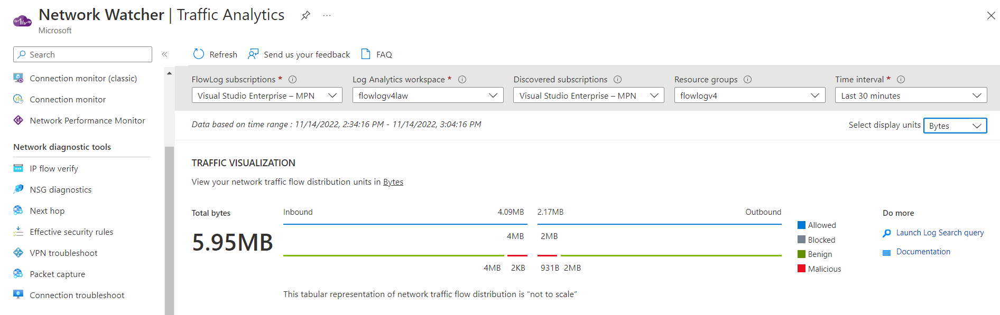 Network Watcher | Traffic Analytics ...
Microsoft
Search «
Connection monitor (classic)
Connection monitor
Network Performance Monitor
Network diagnostic tools
IP flow verify
NSG diagnostics
Next hop
Effective security rules
VPN troubleshoot
Packet capture
Connection troubleshoot
Refresh Send us your feedback FAQ
FlowLog subscriptions * Log Analytics workspace * Discovered subscriptions Resource groups Time interval *
Visual Studio Enterprise – MPN flowlogv4law Visual Studio Enterprise – MPN flowlogv4 Last 30 minutes
Data based on time range : 11/14/2022, 2:34:16 PM - 11/14/2022, 3:04:16 PM Select display units Bytes
TRAFFIC VISUALIZATION
View your network traffic flow distribution units in Bytes
Total bytes
5.95MB
Inbound 4.09MB 2.17MB Outbound
4MB 2MB
4MB 2KB 931B 2MB
This tabular representation of network traffic flow distribution is “not to scale”
Allowed
Blocked
Benign
Malicious
Do more
Launch Log Search query
Documentation